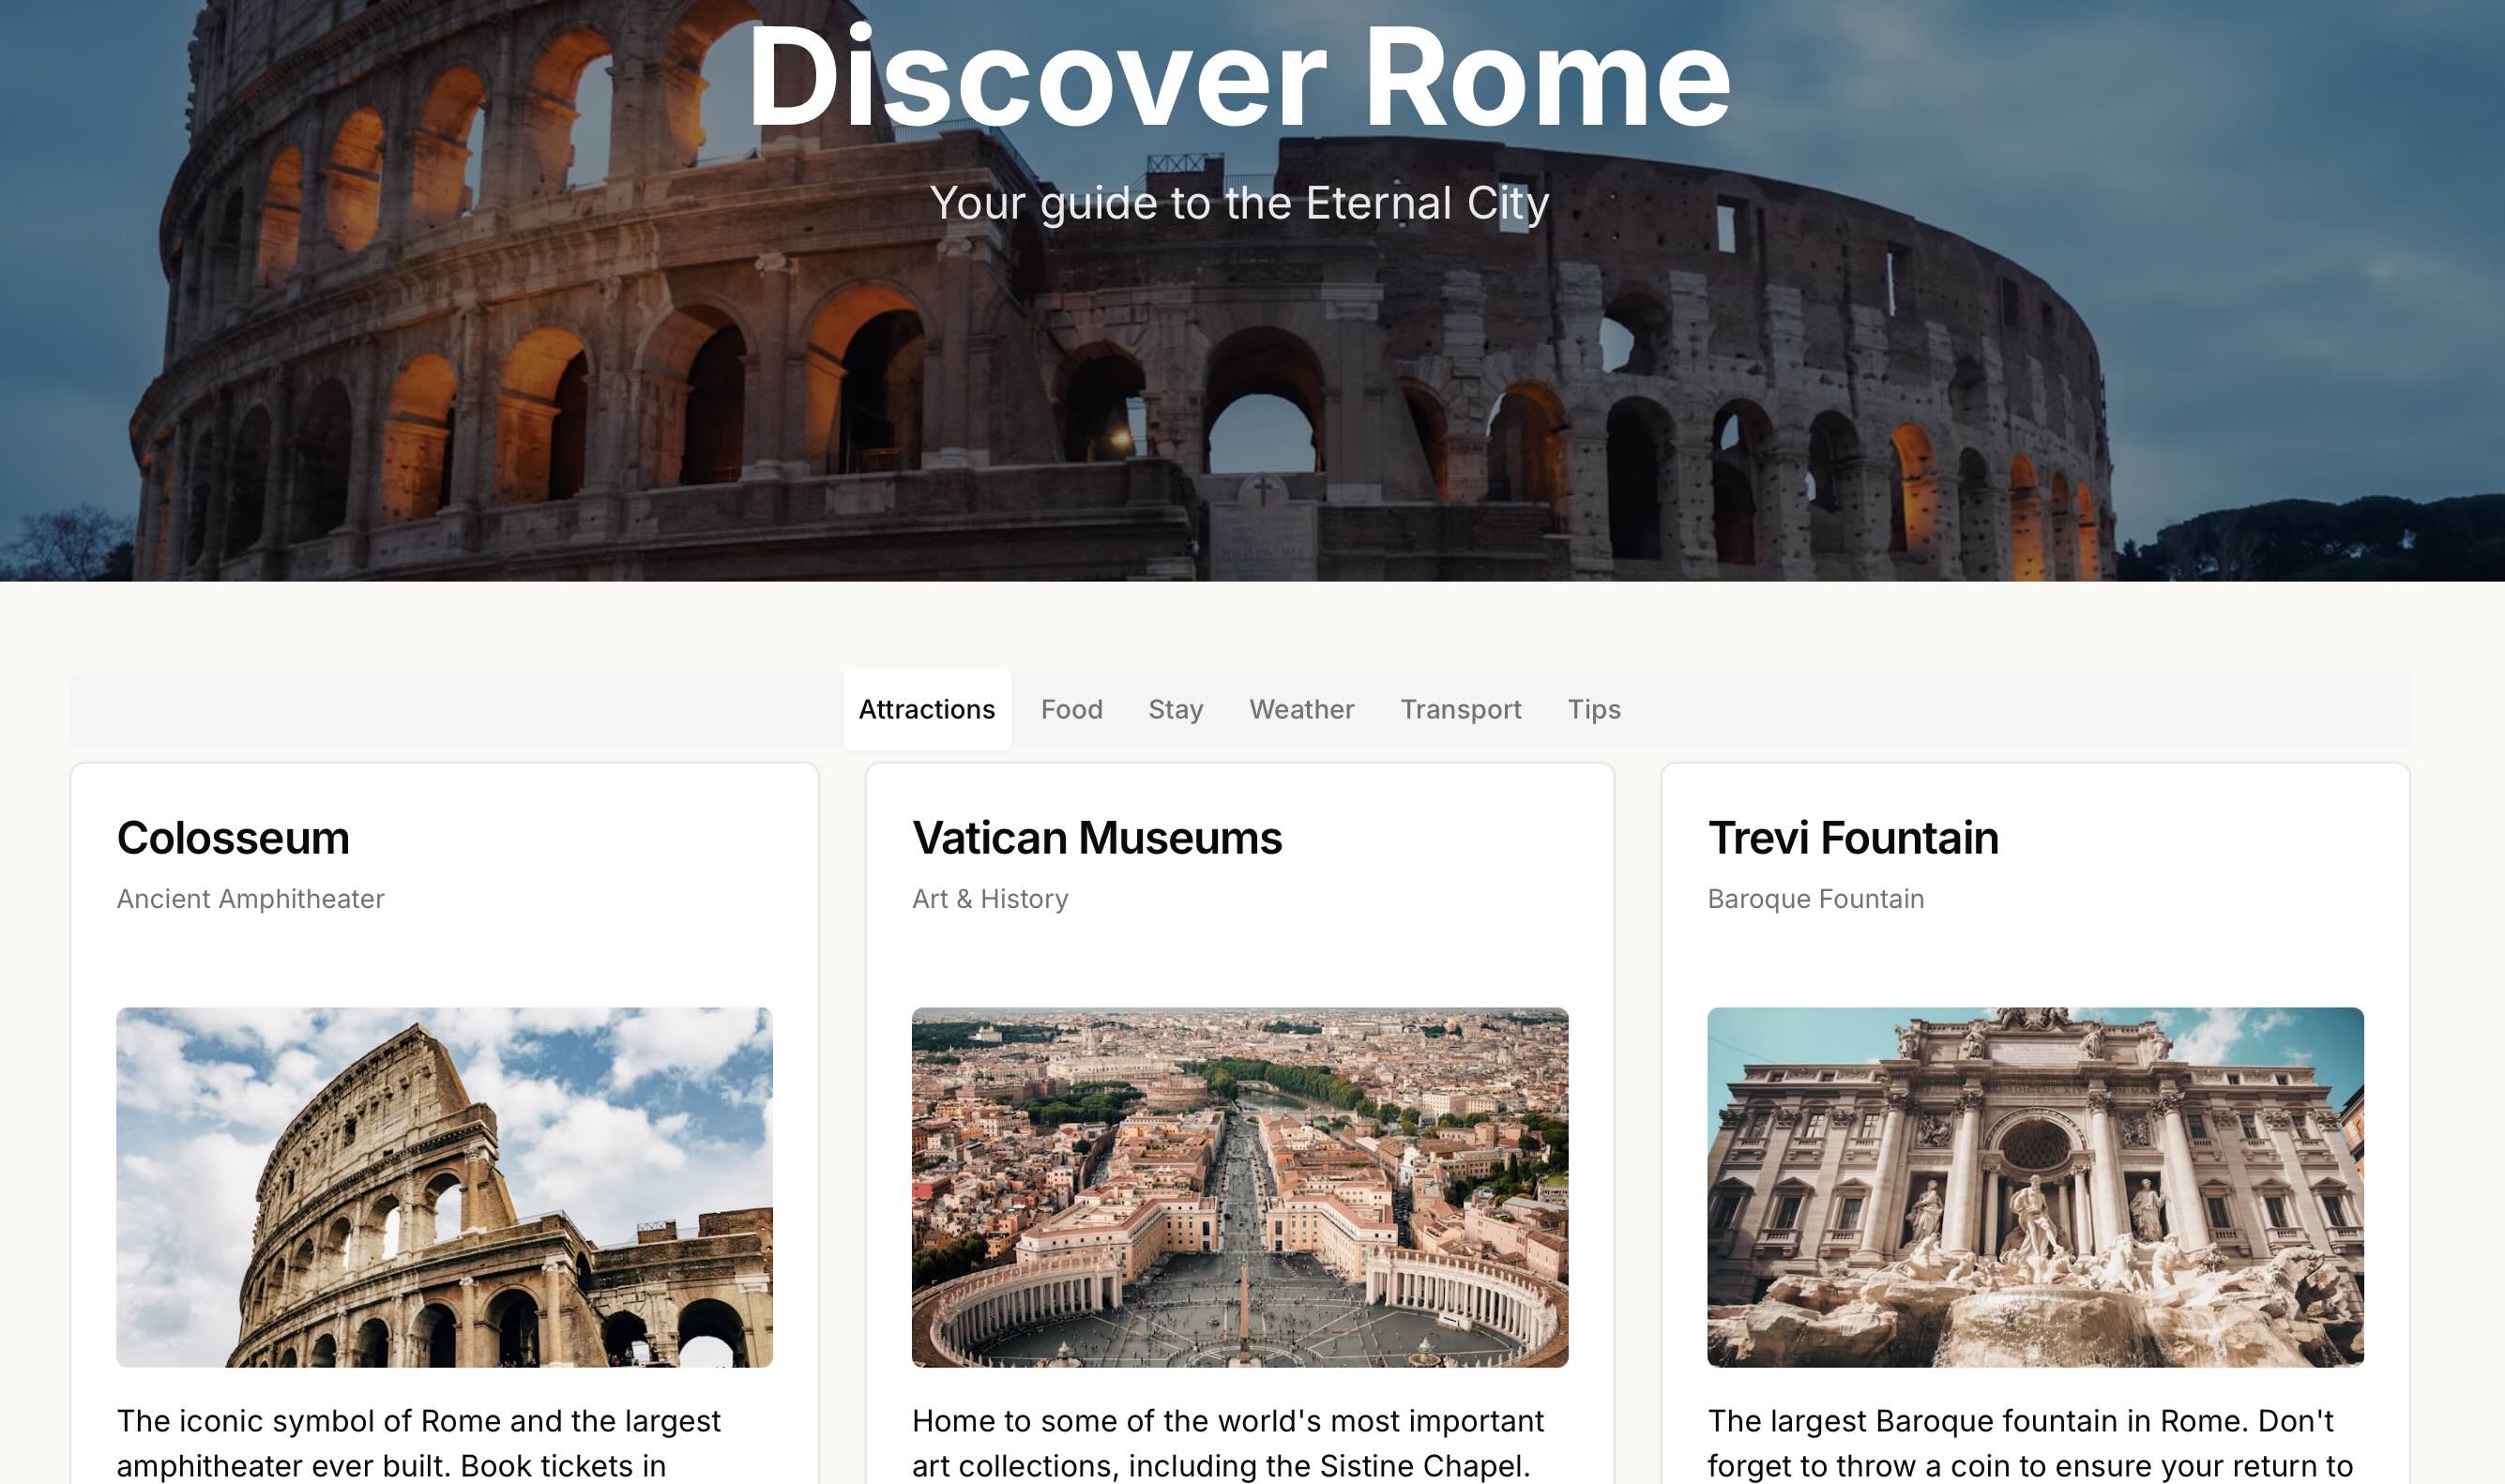 Discover Rome
Your guide to the Eternal City
Attractions Food Stay Weather Transport Tips
Colosseum
Ancient Amphitheater
The iconic symbol of Rome and the largest
amphitheater ever built. Book tickets in
Vatican Museums
Art & History
Home to some of the world's most important
art collections, including the Sistine Chapel.
Trevi Fountain
Baroque Fountain
The largest Baroque fountain in Rome. Don't
forget to throw a coin to ensure your return to